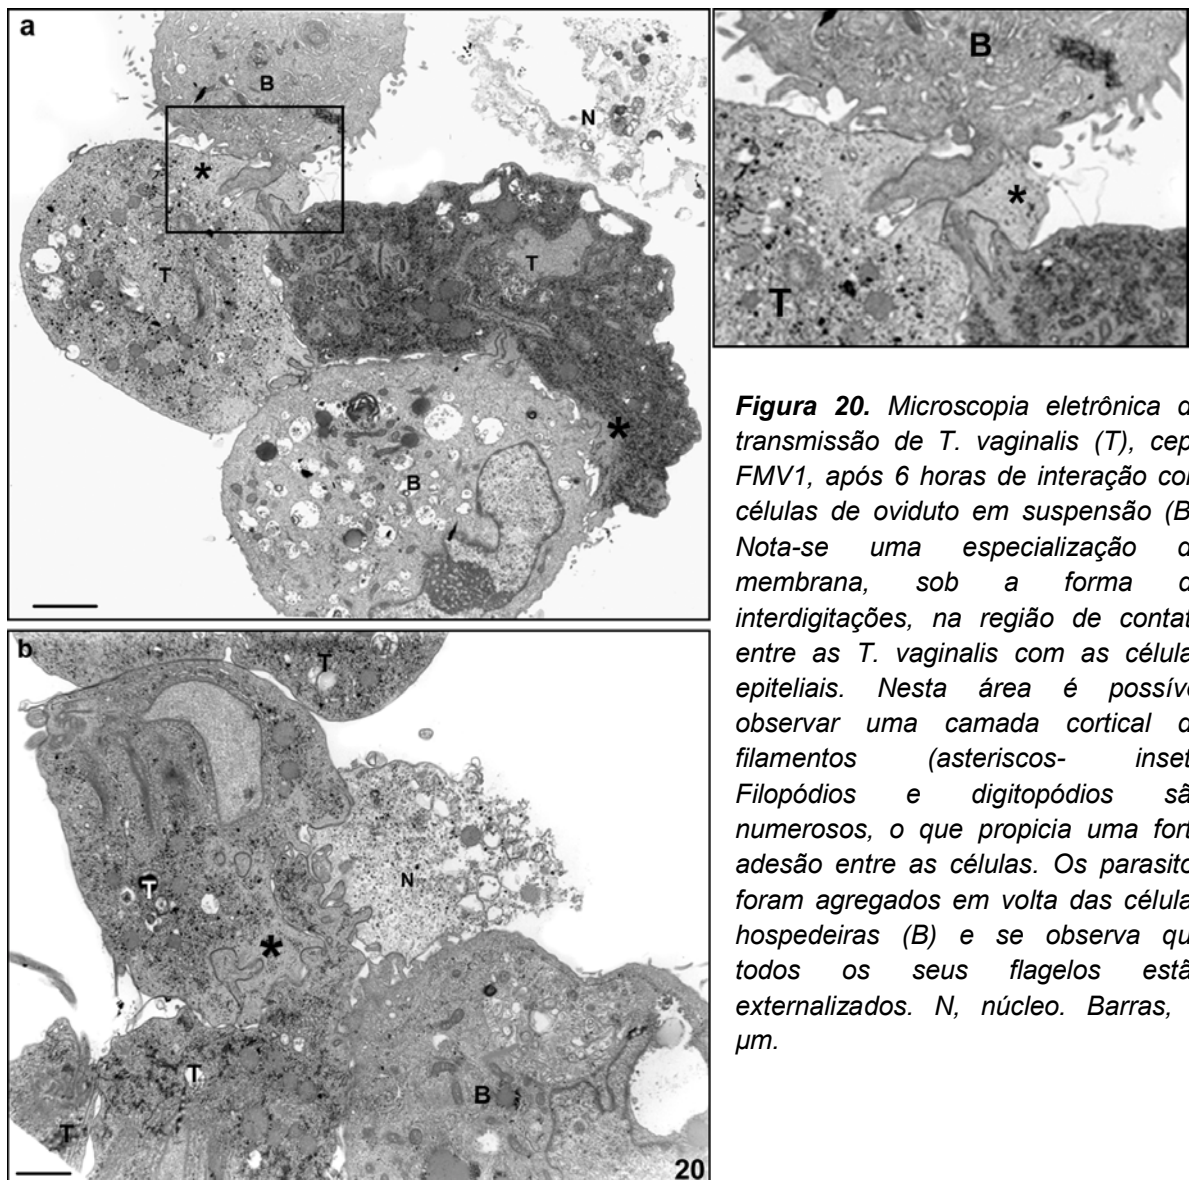 a
B
N
*
T
T
B
*
B
*
T
Figura 20. Microscopia eletrônica d
transmissão de T. vaginalis (T), cep
FMV1, após 6 horas de interação co
células de oviduto em suspensão (B
Nota-se uma especialização d
membrana, sob a forma d
interdigitações, na região de contat
entre as T. vaginalis com as célula
epiteliais. Nesta área é possíve
observar uma camada cortical d
filamentos (asteriscos- inset
Filopódios e digitopódios sã
numerosos, o que propicia uma fort
adesão entre as células. Os parasito
foram agregados em volta das célula
hospedeiras (B) e se observa qu
todos os seus flagelos estã
externalizados. N, núcleo. Barras,
µm.
b
T
T
N
*
T
B
T
20